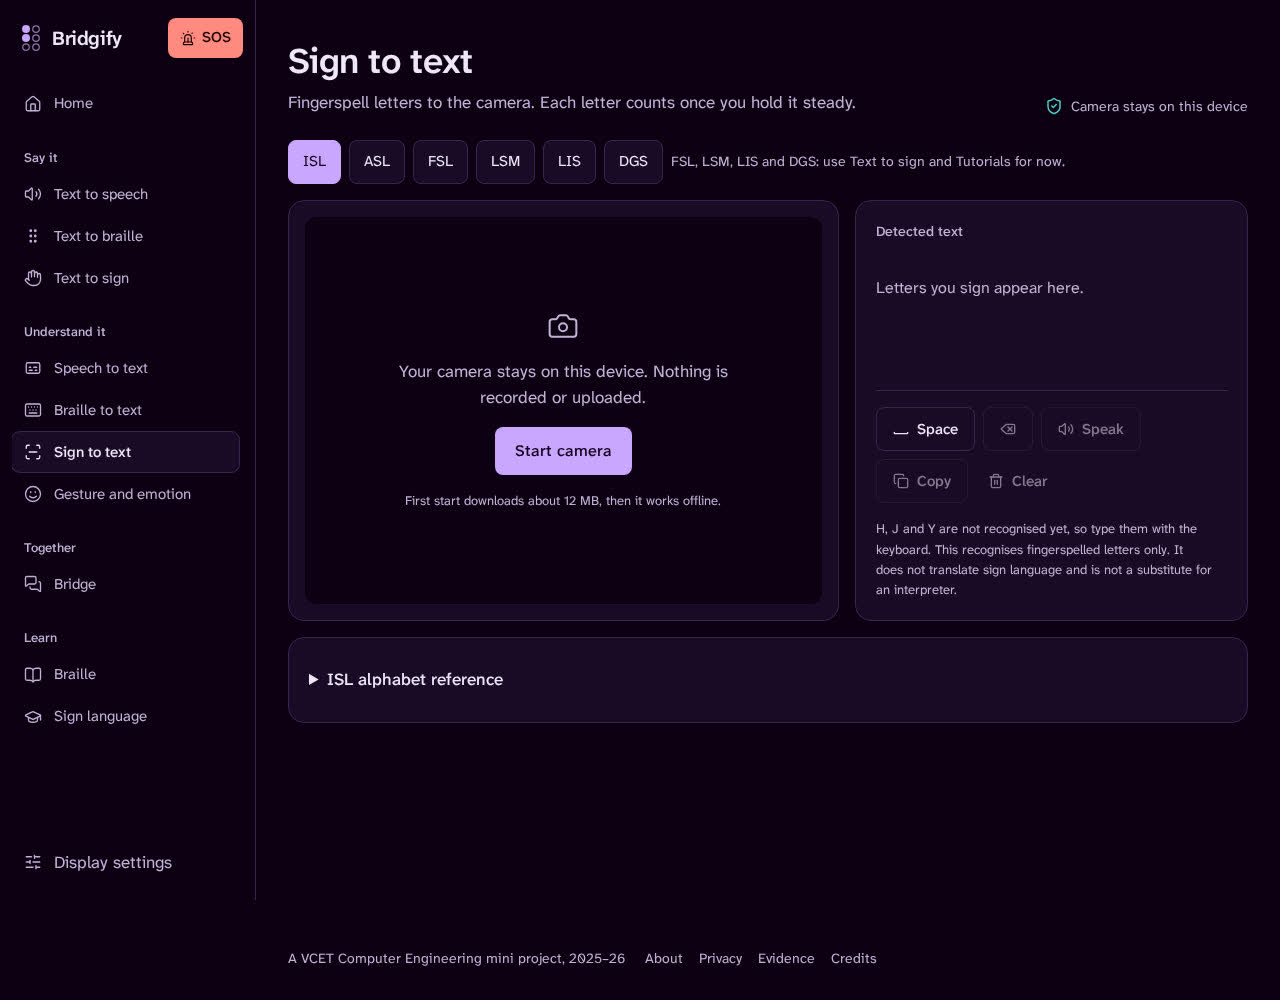 Bridgify
SOS
Home
Say it
Text to speech
Text to braille
Text to sign
Understand it
Speech to text
Braille to text
Sign to text
Gesture and emotion
Together
Bridge
Learn
Braille
Sign language
Display settings
Sign to text
Fingerspell letters to the camera. Each letter counts once you hold it steady.
Camera stays on this device
ISL ASL FSL LSM LIS DGS FSL, LSM, LIS and DGS: use Text to sign and Tutorials for now.
Your camera stays on this device. Nothing is
recorded or uploaded.
Start camera
First start downloads about 12 MB, then it works offline.
Detected text
Letters you sign appear here.
Space Speak
Copy Clear
H, J and Y are not recognised yet, so type them with the
keyboard. This recognises fingerspelled letters only. It
does not translate sign language and is not a substitute for
an interpreter.
ISL alphabet reference
A VCET Computer Engineering mini project, 2025–26 About Privacy Evidence Credits